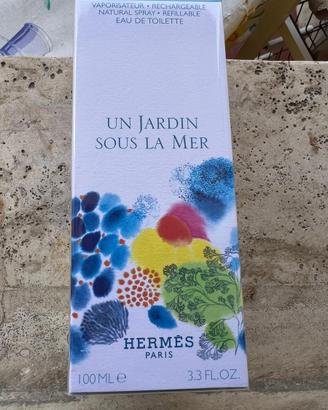 VAPORISATEUR • RECHARGEABLE
NATURAL SPRAY • REFILLABLE
EAU DE TOILETTE
UN JARDIN
SOUS LA MER
HERMÈS
PARIS
100 ML e 3.3 FL.OZ.